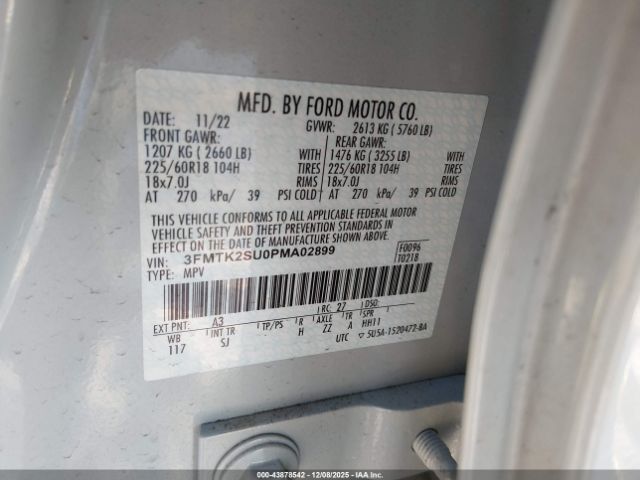 MFD. BY FORD MOTOR CO.
DATE: 11/22 GVWR: 2613 KG ( 5760 LB)
FRONT GAWR: REAR GAWR:
1207 KG ( 2660 LB) WITH 1476 KG ( 3255 LB) WITH
225/60R18 104H TIRES 225/60R18 104H TIRES
18x7.0J RIMS 18x7.0J RIMS
AT 270 kPa/ 39 PSI COLD AT 270 kPa/ 39 PSI COLD
THIS VEHICLE CONFORMS TO ALL APPLICABLE FEDERAL MOTOR
VEHICLE SAFETY AND THEFT PREVENTION STANDARDS IN
EFFECT ON THE DATE OF MANUFACTURE SHOWN ABOVE.
VIN: 3FMTK2SU0PMA02899 F0096
TYPE: MPV T0218
EXT PNT: A3 RC: 27 DSO:
WB INT TR TP/PS R AXLE TR SPR
117 SJ H ZZ A HH11
UTC ▽ 5U5A-1520472-BA
000-43878542 - 12/08/2025 - IAAI.COM